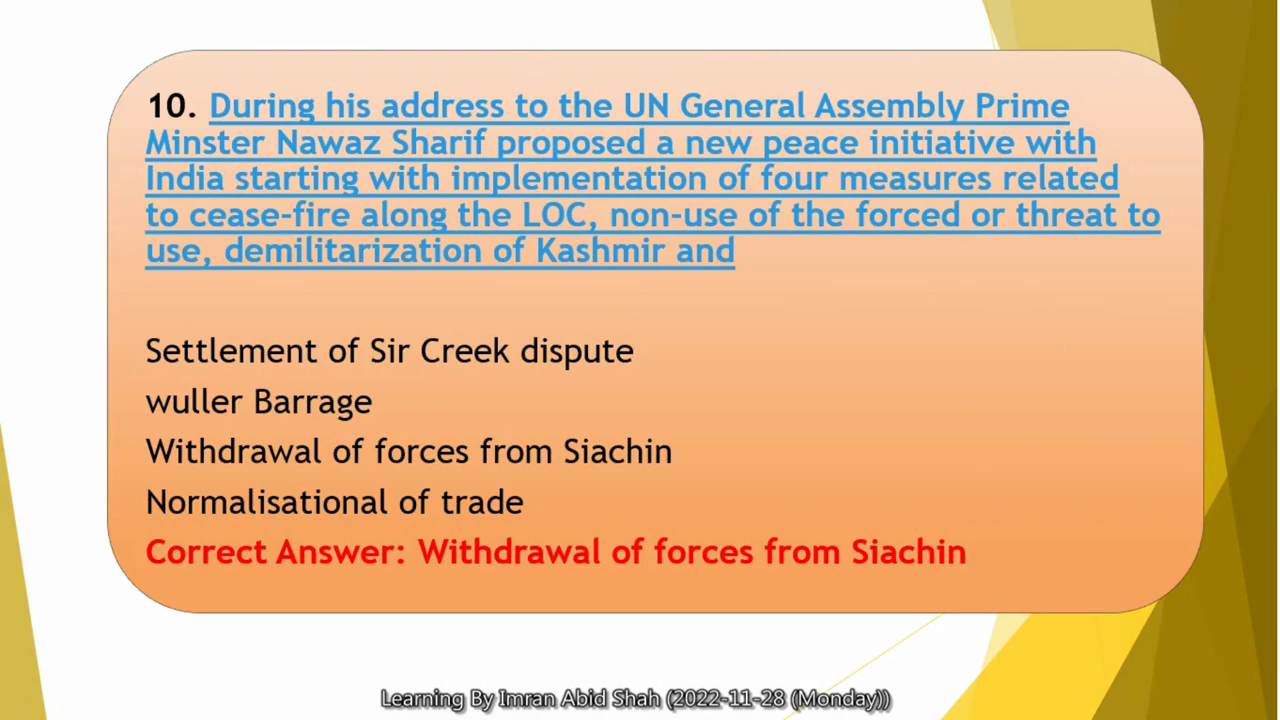 10. During his address to the UN General Assembly Prime
Minster Nawaz Sharif proposed a new peace initiative with
India starting with implementation of four measures related
to cease-fire along the LOC, non-use of the forced or threat to
use, demilitarization of Kashmir and
Settlement of Sir Creek dispute
wuller Barrage
Withdrawal of forces from Siachin
Normalisational of trade
Correct Answer: Withdrawal of forces from Siachin
Learning By Imran Abid Shah (2022-11-28 (Monday))